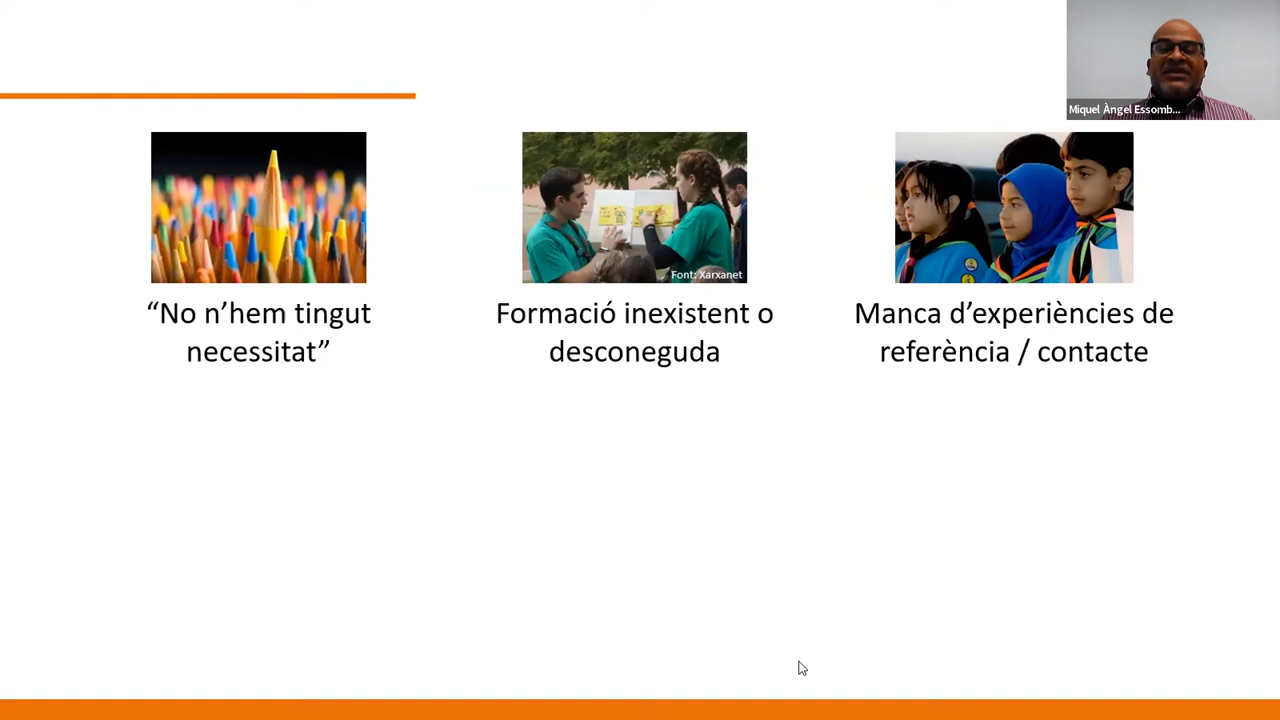 Miquel Àngel Essomb...
Font: Xarxanet
“No n’hem tingut
necessitat”
Formació inexistent o
desconeguda
Manca d’experiències de
referència / contacte